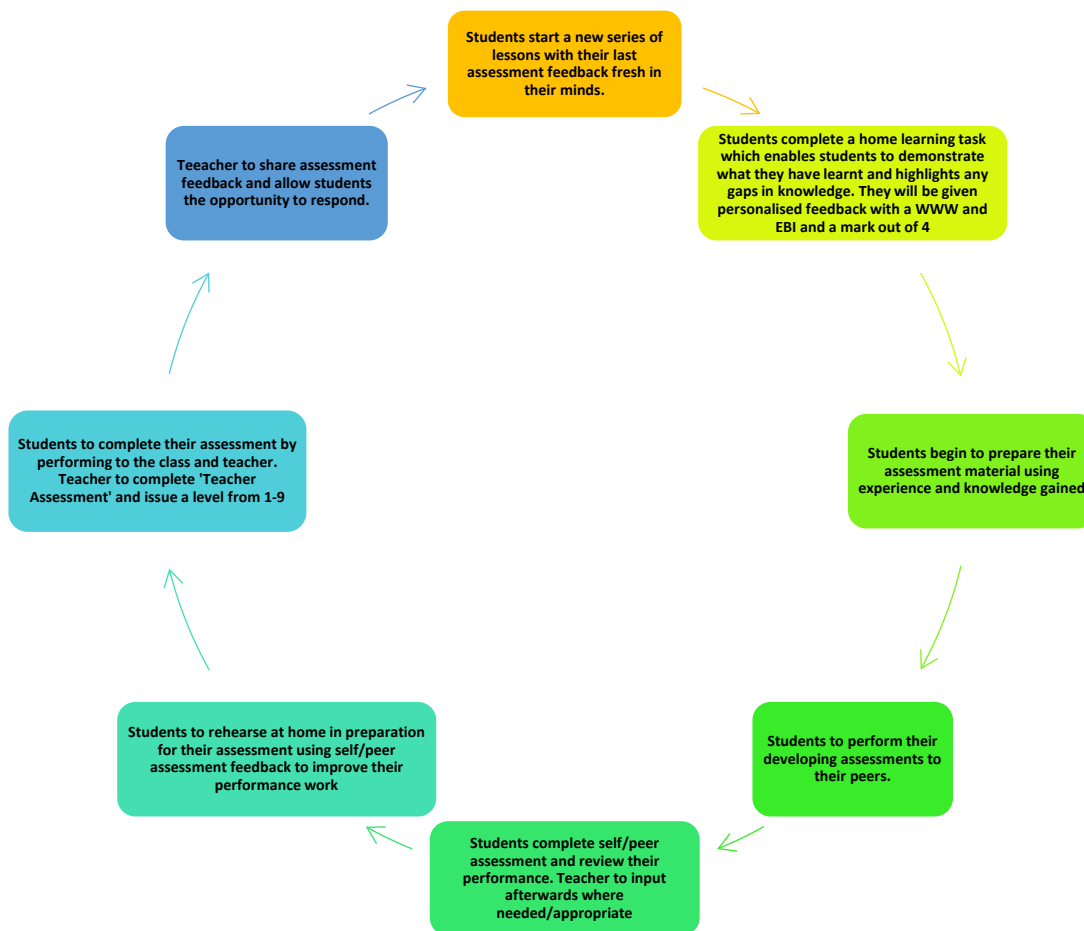 Students start a new series of
lessons with their last
assessment feedback fresh in
their minds.
Students complete a home learning task
which enables students to demonstrate
what they have learnt and highlights any
gaps in knowledge. They will be given
personalised feedback with a WWW and
EBI and a mark out of 4
Students begin to prepare their
assessment material using
experience and knowledge gained
Students to perform their
developing assessments to
their peers.
Students complete self/peer
assessment and review their
performance. Teacher to input
afterwards where
needed/appropriate
Students to rehearse at home in preparation
for their assessment using self/peer
assessment feedback to improve their
performance work
Students to complete their assessment by
performing to the class and teacher.
Teacher to complete 'Teacher
Assessment' and issue a level from 1-9
Teeacher to share assessment
feedback and allow students
the opportunity to respond.